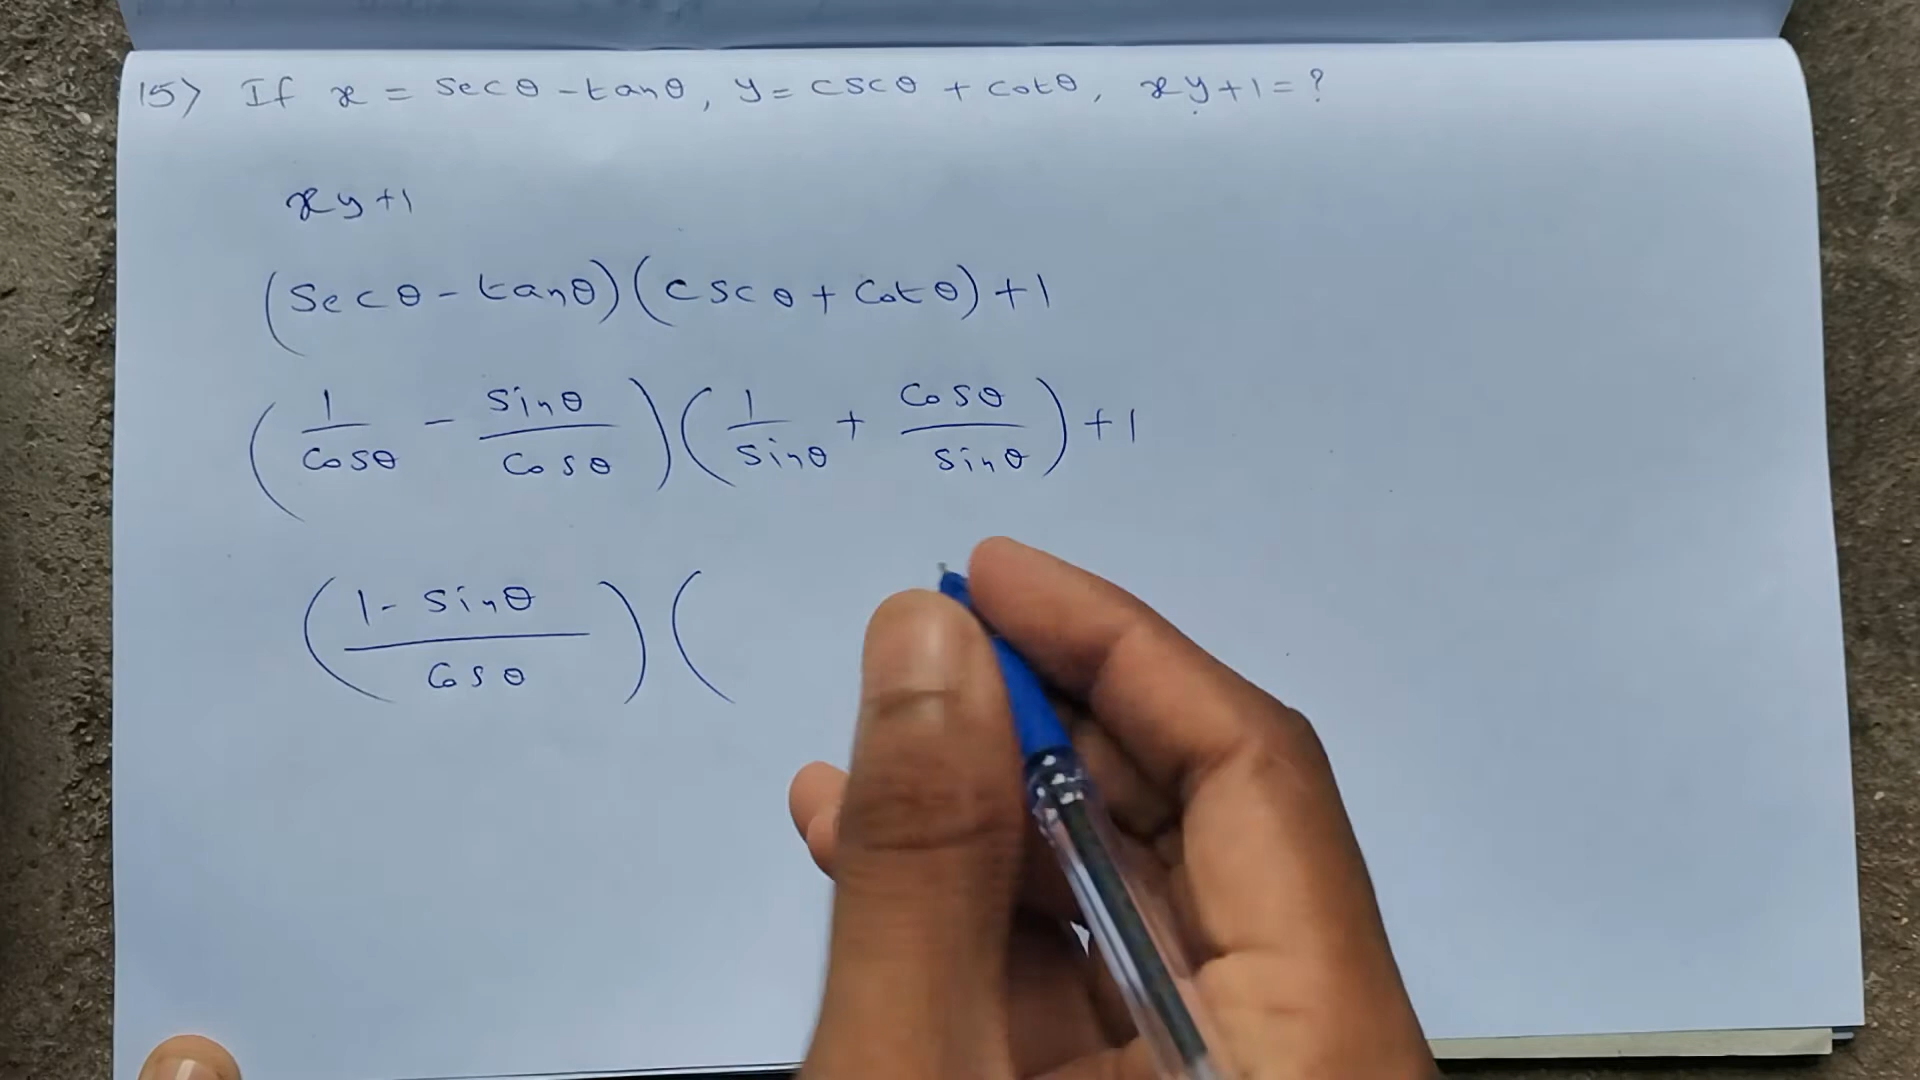 15) If x = secθ - tanθ, y = cscθ + cotθ, xy+1 = ?
xy+1
(secθ - tanθ)(cscθ + cotθ)+1
(1/cosθ - sinθ/cosθ)(1/sinθ + cosθ/sinθ)+1
(1- sinθ/cosθ)(